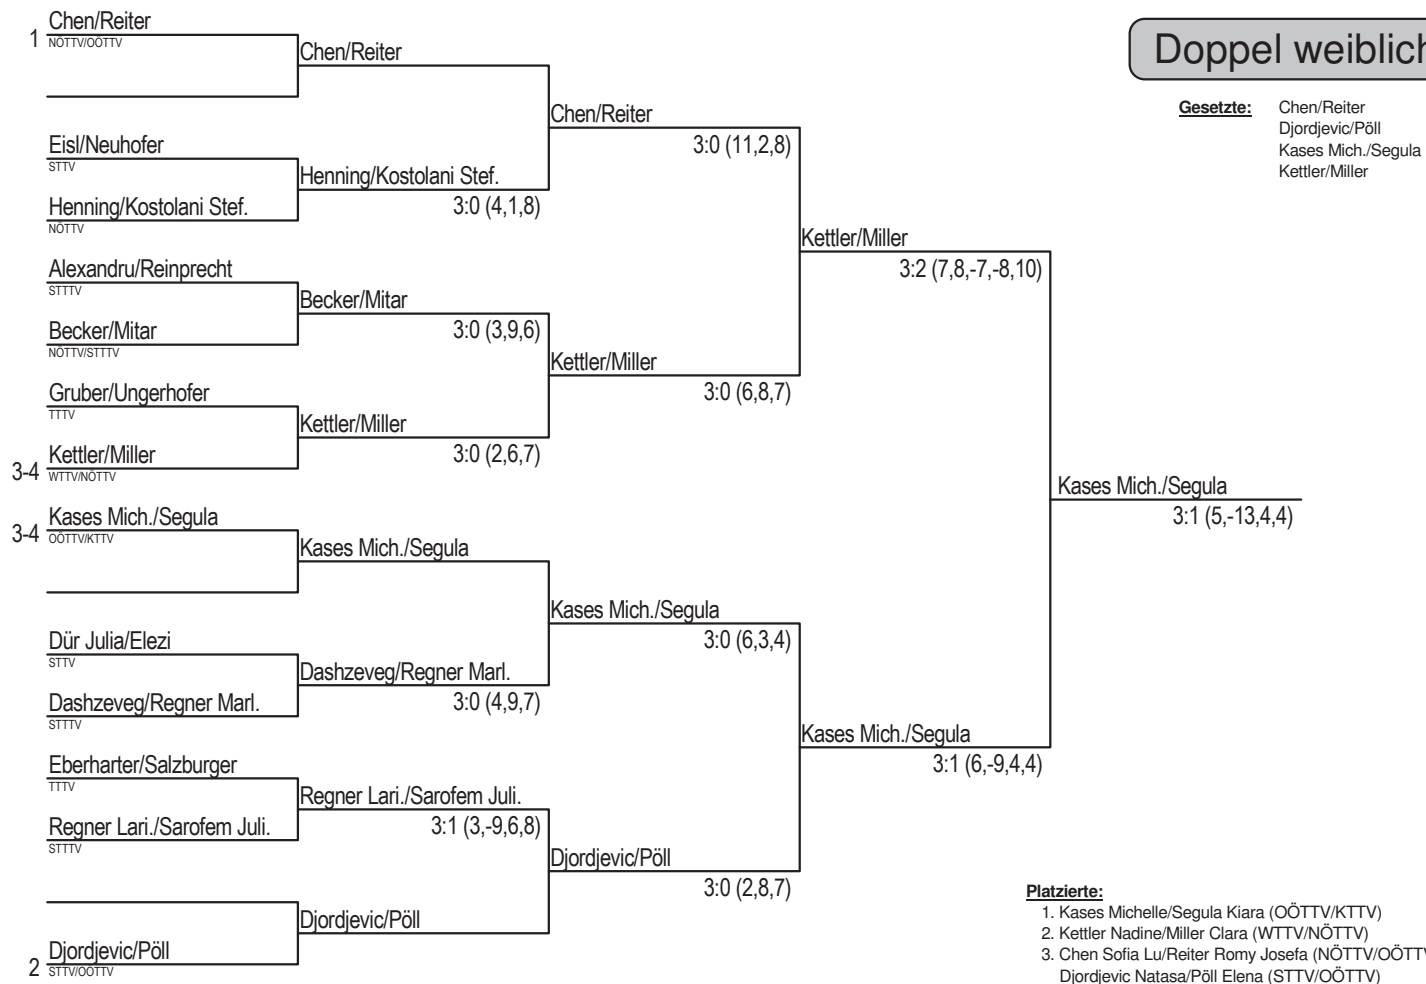 Doppel weiblich
Gesetzte: Chen/Reiter
Djordjevic/Pöll
Kases Mich./Segula
Kettler/Miller
Chen/Reiter
1 NÖTTV/OÖTTV
Chen/Reiter
Chen/Reiter
3:0 (11,2,8)
Eisl/Neuhofer
STTV
Henning/Kostolani Stef.
3:0 (4,1,8)
Henning/Kostolani Stef.
NÖTTV
Kettler/Miller
3:2 (7,8,-7,-8,10)
Alexandru/Reinprecht
STTTV
Becker/Mitar
3:0 (3,9,6)
Becker/Mitar
NÖTTV/STTTV
Kettler/Miller
3:0 (6,8,7)
Gruber/Ungerhofer
TTTV
Kettler/Miller
3:0 (2,6,7)
Kettler/Miller
3-4 WTTV/NÖTTV
Kases Mich./Segula
3:1 (5,-13,4,4)
Kases Mich./Segula
3-4 OÖTTV/KTTV
Kases Mich./Segula
Kases Mich./Segula
3:0 (6,3,4)
Dür Julia/Elezi
STTV
Dashzeveg/Regner Marl.
3:0 (4,9,7)
Dashzeveg/Regner Marl.
STTTV
Kases Mich./Segula
3:1 (6,-9,4,4)
Eberharter/Salzburger
TTTV
Regner Lari./Sarofem Juli.
3:1 (3,-9,6,8)
Regner Lari./Sarofem Juli.
STTTV
Djordjevic/Pöll
3:0 (2,8,7)
Djordjevic/Pöll
Djordjevic/Pöll
2 STTV/OÖTTV
Platzierte:
1. Kases Michelle/Segula Kiara (OÖTTV/KTTV)
2. Kettler Nadine/Miller Clara (WTTV/NÖTTV)
3. Chen Sofia Lu/Reiter Romy Josefa (NÖTTV/OÖTTV
Djordjevic Natasa/Pöll Elena (STTV/OÖTTV)